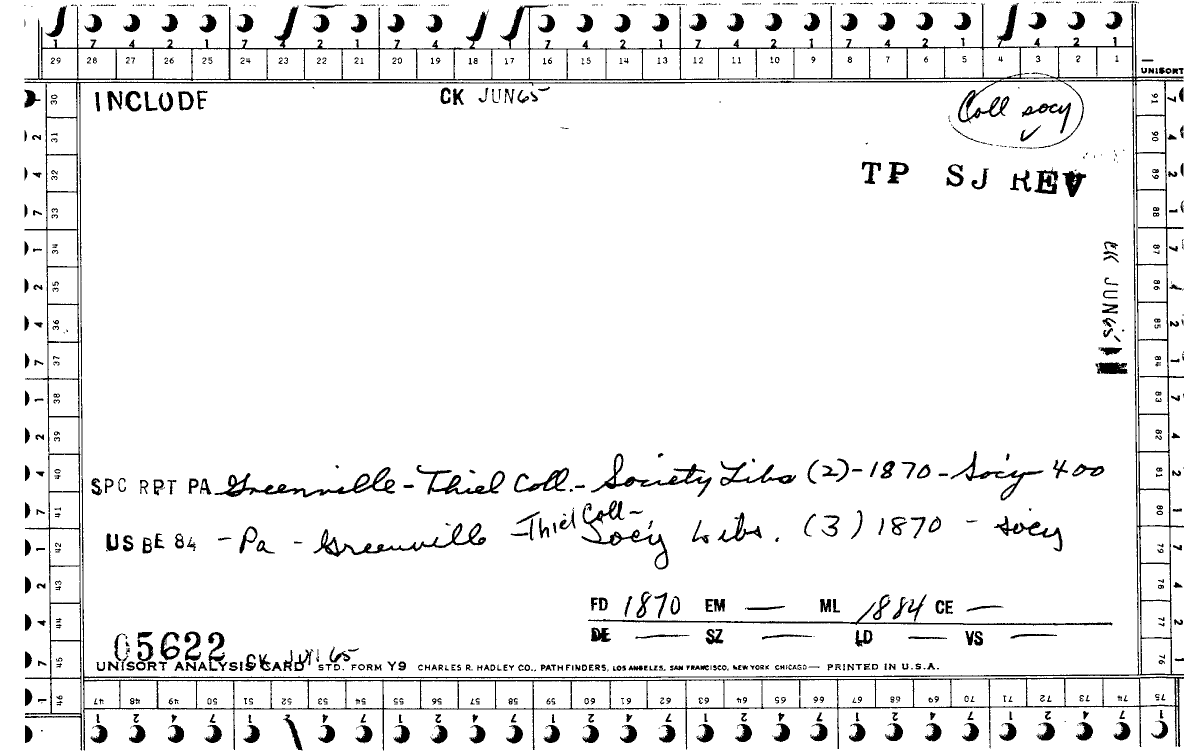 7 4 2 1 7 4 2 1 7 4 2 1 7 4 2 1 7 4 2 1 7 4 2 1 7 4 2 1
29 28 27 26 25 24 23 22 21 20 19 18 17 16 15 14 13 12 11 10 9 8 7 6 5 4 3 2 1
UNISORT
INCLUDE CK JUN65
Coll socy
TP SJ REV
CK JUN65
SPC RPT PA Greenville - Thiel Coll. - Society Libs (2) - 1870 - Soc'y 400
US BE 84 - Pa - Greenville - Thiel Coll - Soc'y Libs. (3) 1870 - socy
FD 1870 EM — ML 1884 CE —
DE — SZ — LD — VS —
05622
CK JUN 65
UNISORT ANALYSIS CARD STD. FORM Y9 CHARLES R. HADLEY CO., PATHFINDERS, LOS ANGELES, SAN FRANCISCO, NEW YORK CHICAGO— PRINTED IN U.S.A.
30 31 32 33 34 35 36 37 38 39 40 41 42 43 44 45 46
91 90 89 88 87 86 85 84 83 82 81 80 79 78 77 76 75
47 48 49 50 51 52 53 54 55 56 57 58 59 60 61 62 63 64 65 66 67 68 69 70 71 72 73 74